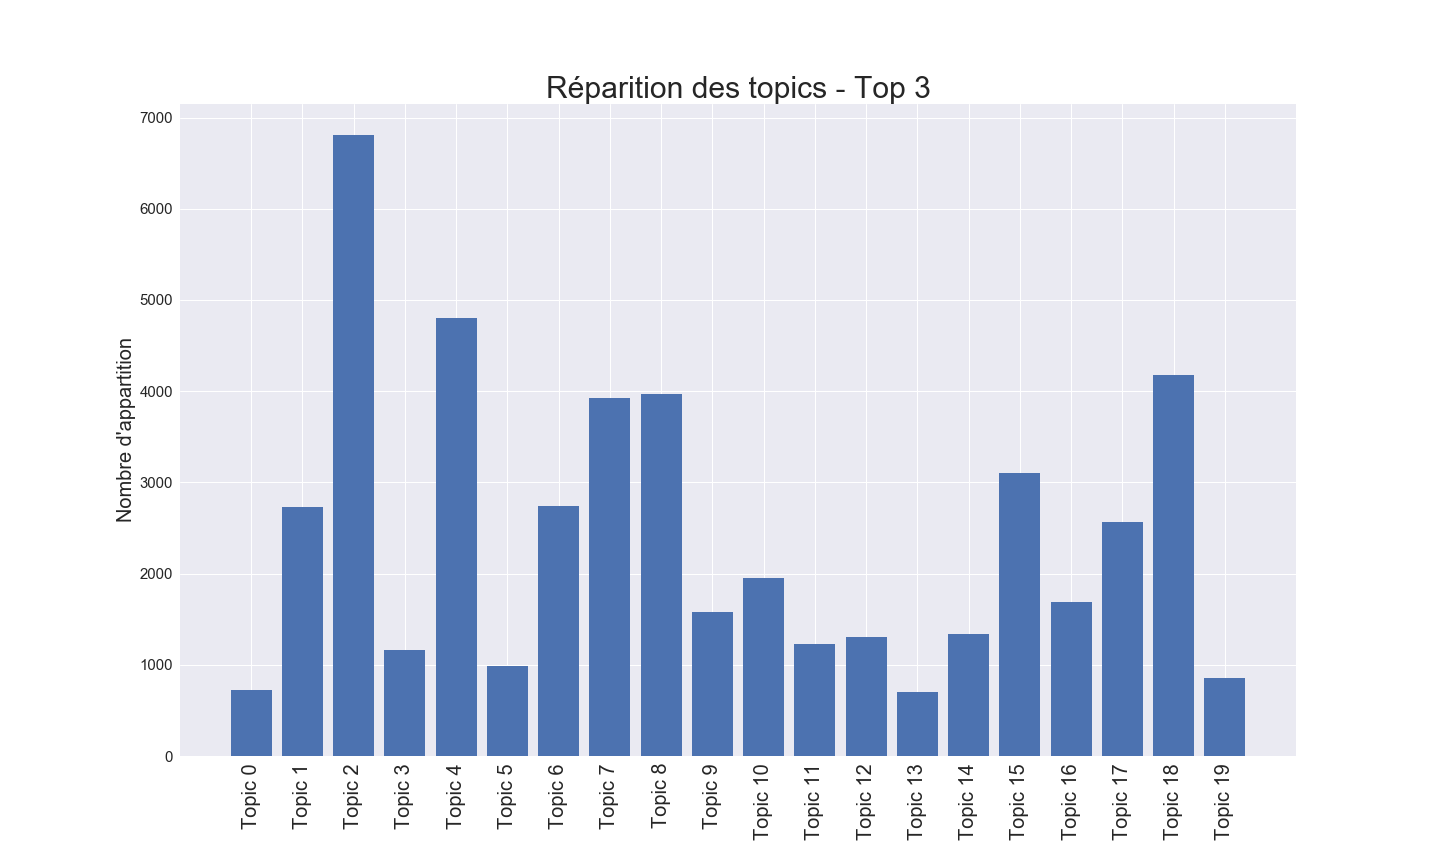 Réparition des topics - Top 3
Nombre d'appartition
7000
6000
5000
4000
3000
2000
1000
0
Topic 0
Topic 1
Topic 2
Topic 3
Topic 4
Topic 5
Topic 6
Topic 7
Topic 8
Topic 9
Topic 10
Topic 11
Topic 12
Topic 13
Topic 14
Topic 15
Topic 16
Topic 17
Topic 18
Topic 19